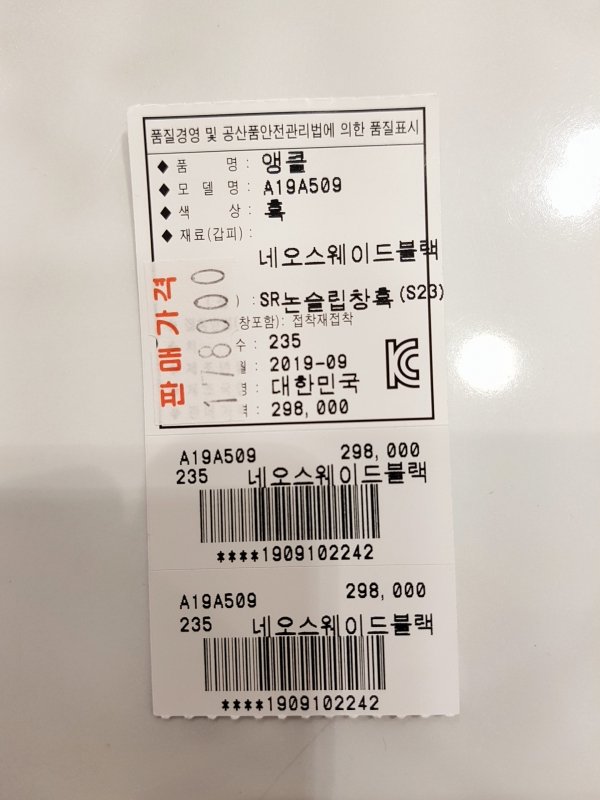 품질경영 및 공산품안전관리법에 의한 품질표시
◆ 품 명 : 앵클
◆ 모 델 명 : A19A509
◆ 색 상 : 흑
◆ 재료(갑피) :
네오스웨이드블랙
) : SR논슬립창흑(S23)
창포함) : 접착재접착
수 : 235
월 : 2019-09
명 : 대한민국
격 : 298,000
판매가격
178000
A19A509 298,000
235 네오스웨이드블랙
****1909102242
A19A509 298,000
235 네오스웨이드블랙
****1909102242